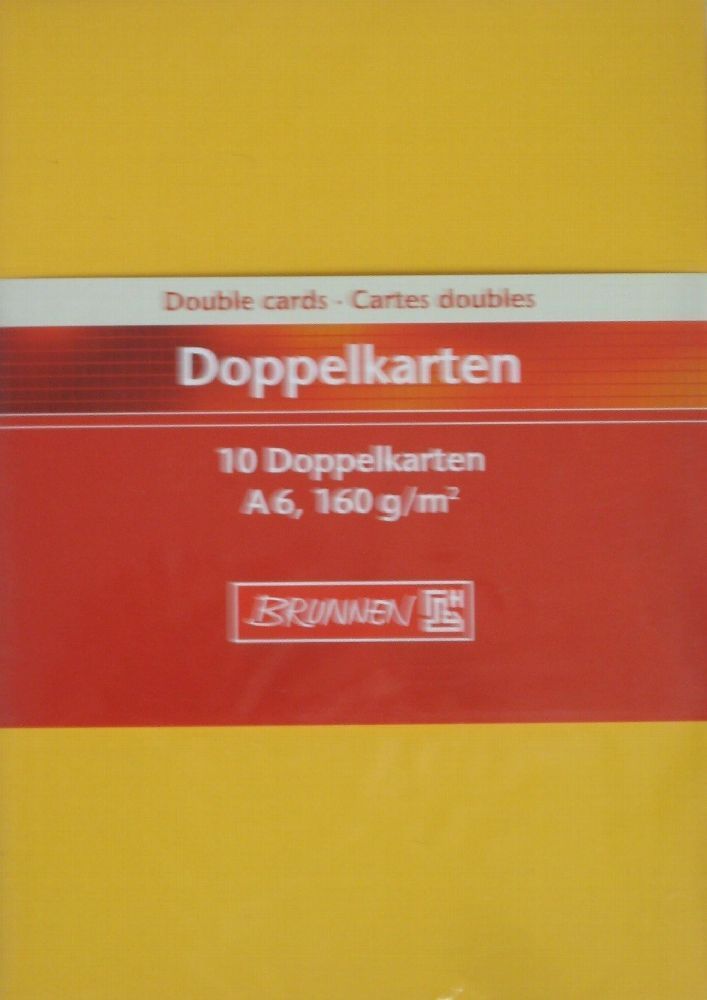 Double cards · Cartes doubles
Doppelkarten
10 Doppelkarten
A6, 160 g/m²
BRUNNEN